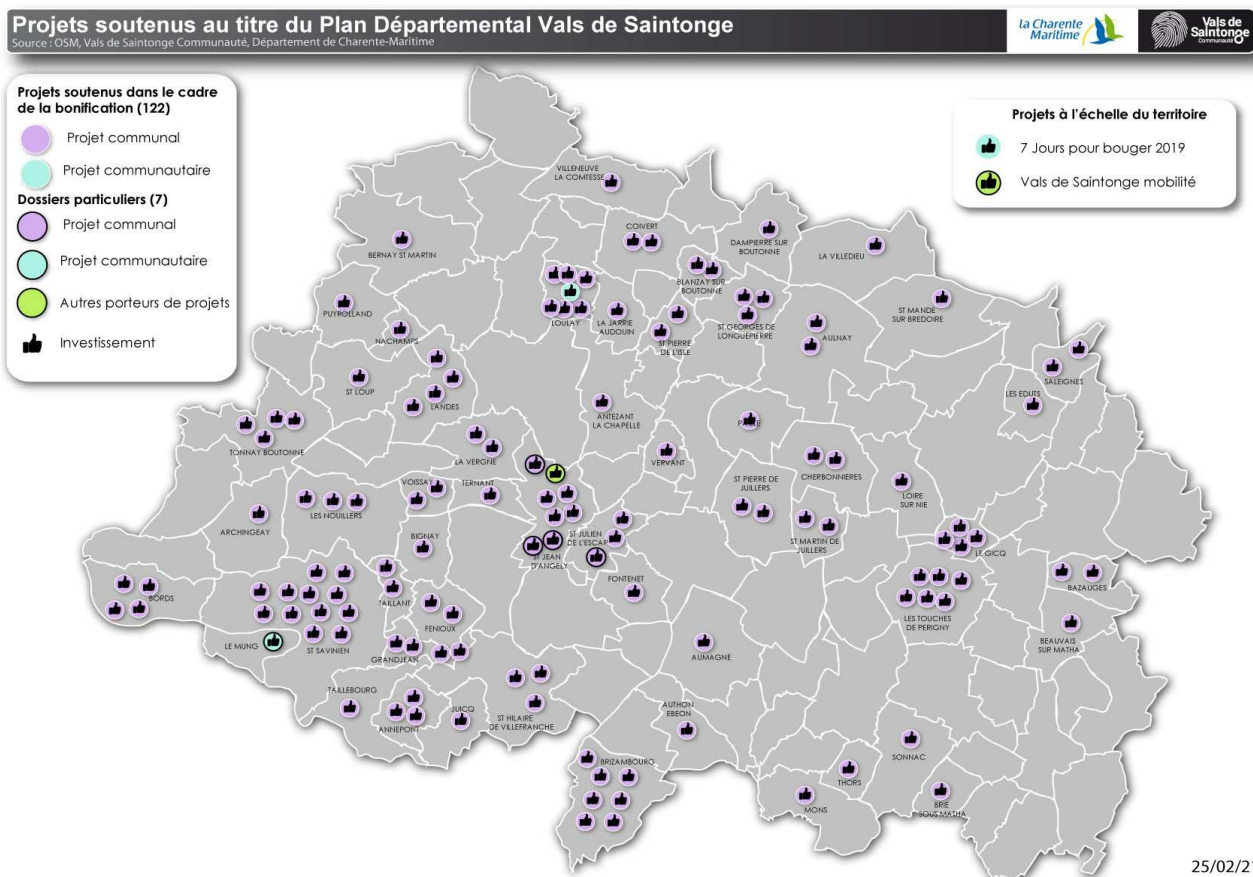 Projets soutenus au titre du Plan Départemental Vals de Saintonge
Source : OSM, Vals de Saintonge Communauté, Département de Charente-Maritime
la Charente
Maritime
Vals de
Saintonge
Communauté
Projets soutenus dans le cadre
de la bonification (122)
Projet communal
Projet communautaire
Dossiers particuliers (7)
Projet communal
Projet communautaire
Autres porteurs de projets
Investissement
Projets à l'échelle du territoire
7 Jours pour bouger 2019
Vals de Saintonge mobilité
VILLENEUVE
LA COMTESSE
COIVERT
DAMPIERRE SUR
BOUTONNE
LA VILLEDIEU
BERNAY ST MARTIN
BLANZAY SUR
BOUTONNE
PUYROLLAND
LOULAY
LA JARRIE
AUDOUIN
ST PIERRE
DE L'ISLE
ST GEORGES DE
LONGUEPIERRE
ST MANDE
SUR BREDOIRE
NACHAMPS
AULNAY
SALEIGNES
ST LOUP
LANDES
LES EDUTS
ANTEZANT
LA CHAPELLE
TONNAY BOUTONNE
LA VERGNE
VERVANT
CHERBONNIERES
VOISSAY
TERNANT
ST PIERRE DE
JUILLERS
LOIRE
SUR NIE
LES NOUILLERS
ARCHINGEAY
BIGNAY
ST JULIEN
DE L'ESCAP
ST JEAN
D'ANGELY
ST MARTIN DE
JUILLERS
LE GICQ
BORDS
TAILLANT
FONTENET
BAZAUGES
FENIOUX
LES TOUCHES
DE PERIGNY
LE MUNG
ST SAVINIEN
GRANDJEAN
AUMAGNE
BEAUVAIS
SUR MATHA
TAILLEBOURG
ANNEPONT
JUICQ
ST HILAIRE
DE VILLEFRANCHE
AUTHON
EBEON
BRIZAMBOURG
SONNAC
THORS
MONS
BRIE
SOUS MATHA
25/02/21